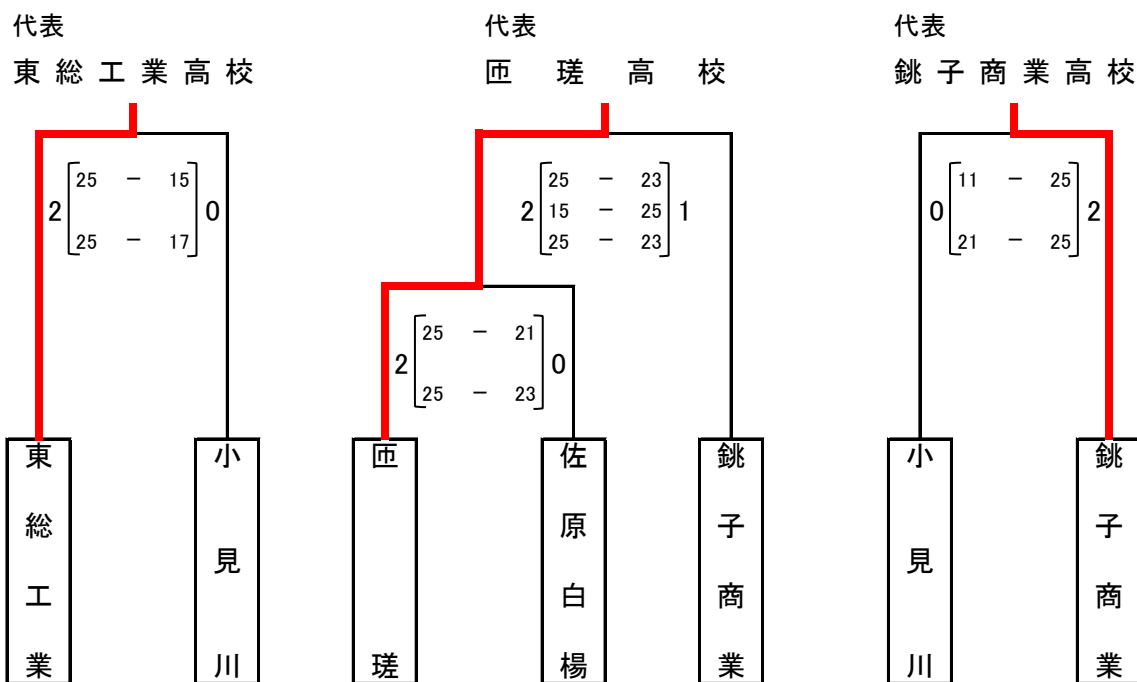 代表
東総工業高校
2 25 － 15 0
25 － 17
東総工業
小見川
代表
匝瑳高校
25 － 23
2 15 － 25 1
25 － 23
2 25 － 21 0
25 － 23
匝瑳
佐原白楊
銚子商業
代表
銚子商業高校
0 11 － 25 2
21 － 25
小見川
銚子商業